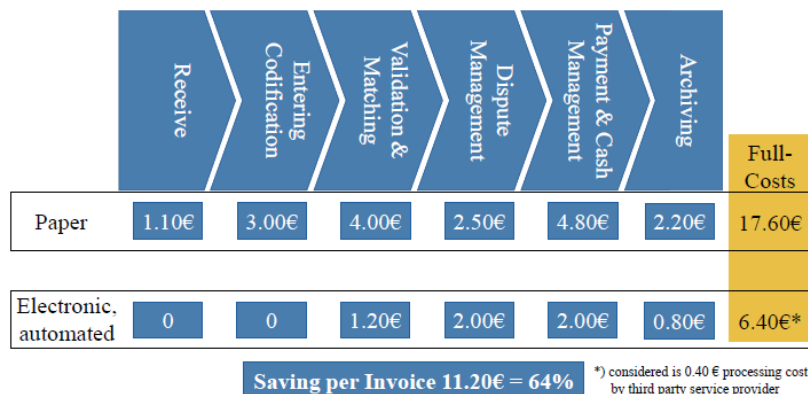 Receive
Entering
Codification
Validation &
Matching
Dispute
Management
Payment & Cash
Management
Archiving
Full-
Costs
Paper
1.10€
3.00€
4.00€
2.50€
4.80€
2.20€
17.60€
Electronic,
automated
0
0
1.20€
2.00€
2.00€
0.80€
6.40€*
Saving per Invoice 11.20€ = 64%
*) considered is 0.40 € processing cost
by third party service provider